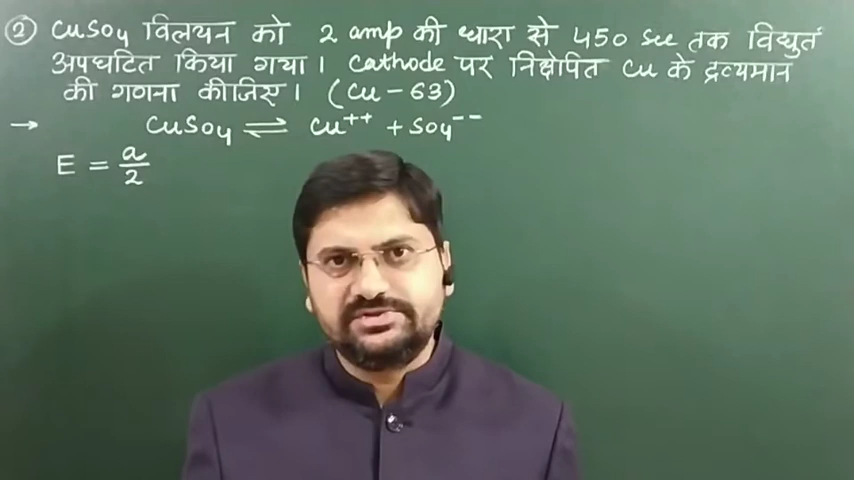 ② CuSO4 विलयन को 2 amp की धारा से 450 sec तक विद्युत
अपघटित किया गया। Cathode पर निक्षेपित Cu के द्रव्यमान
की गणना कीजिए। (Cu - 63)
→ CuSO4 ⇌ Cu++ + SO4--
E = a/2